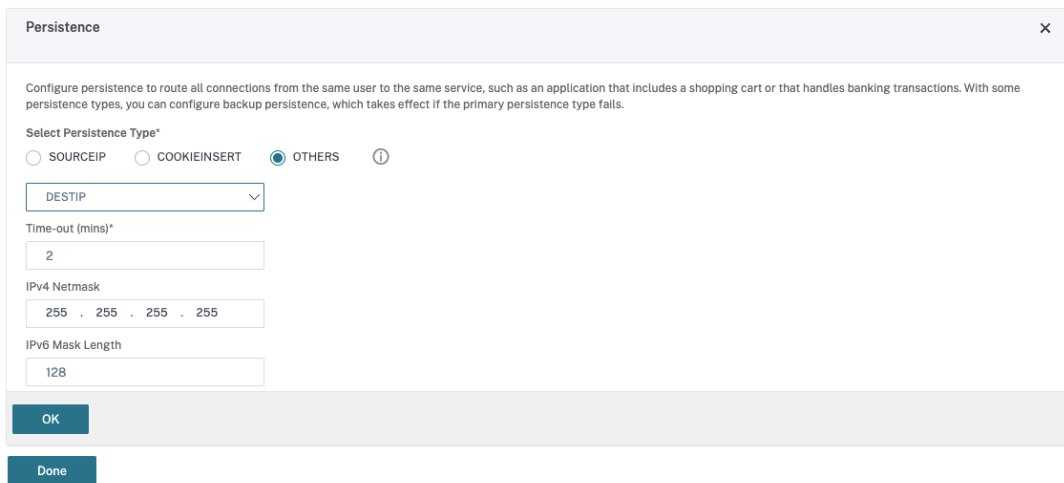 Persistence
Configure persistence to route all connections from the same user to the same service, such as an application that includes a shopping cart or that handles banking transactions. With some
persistence types, you can configure backup persistence, which takes effect if the primary persistence type fails.
Select Persistence Type*
SOURCEIP COOKIEINSERT OTHERS
DESTIP
Time-out (mins)*
2
IPv4 Netmask
255 . 255 . 255 . 255
IPv6 Mask Length
128
OK
Done